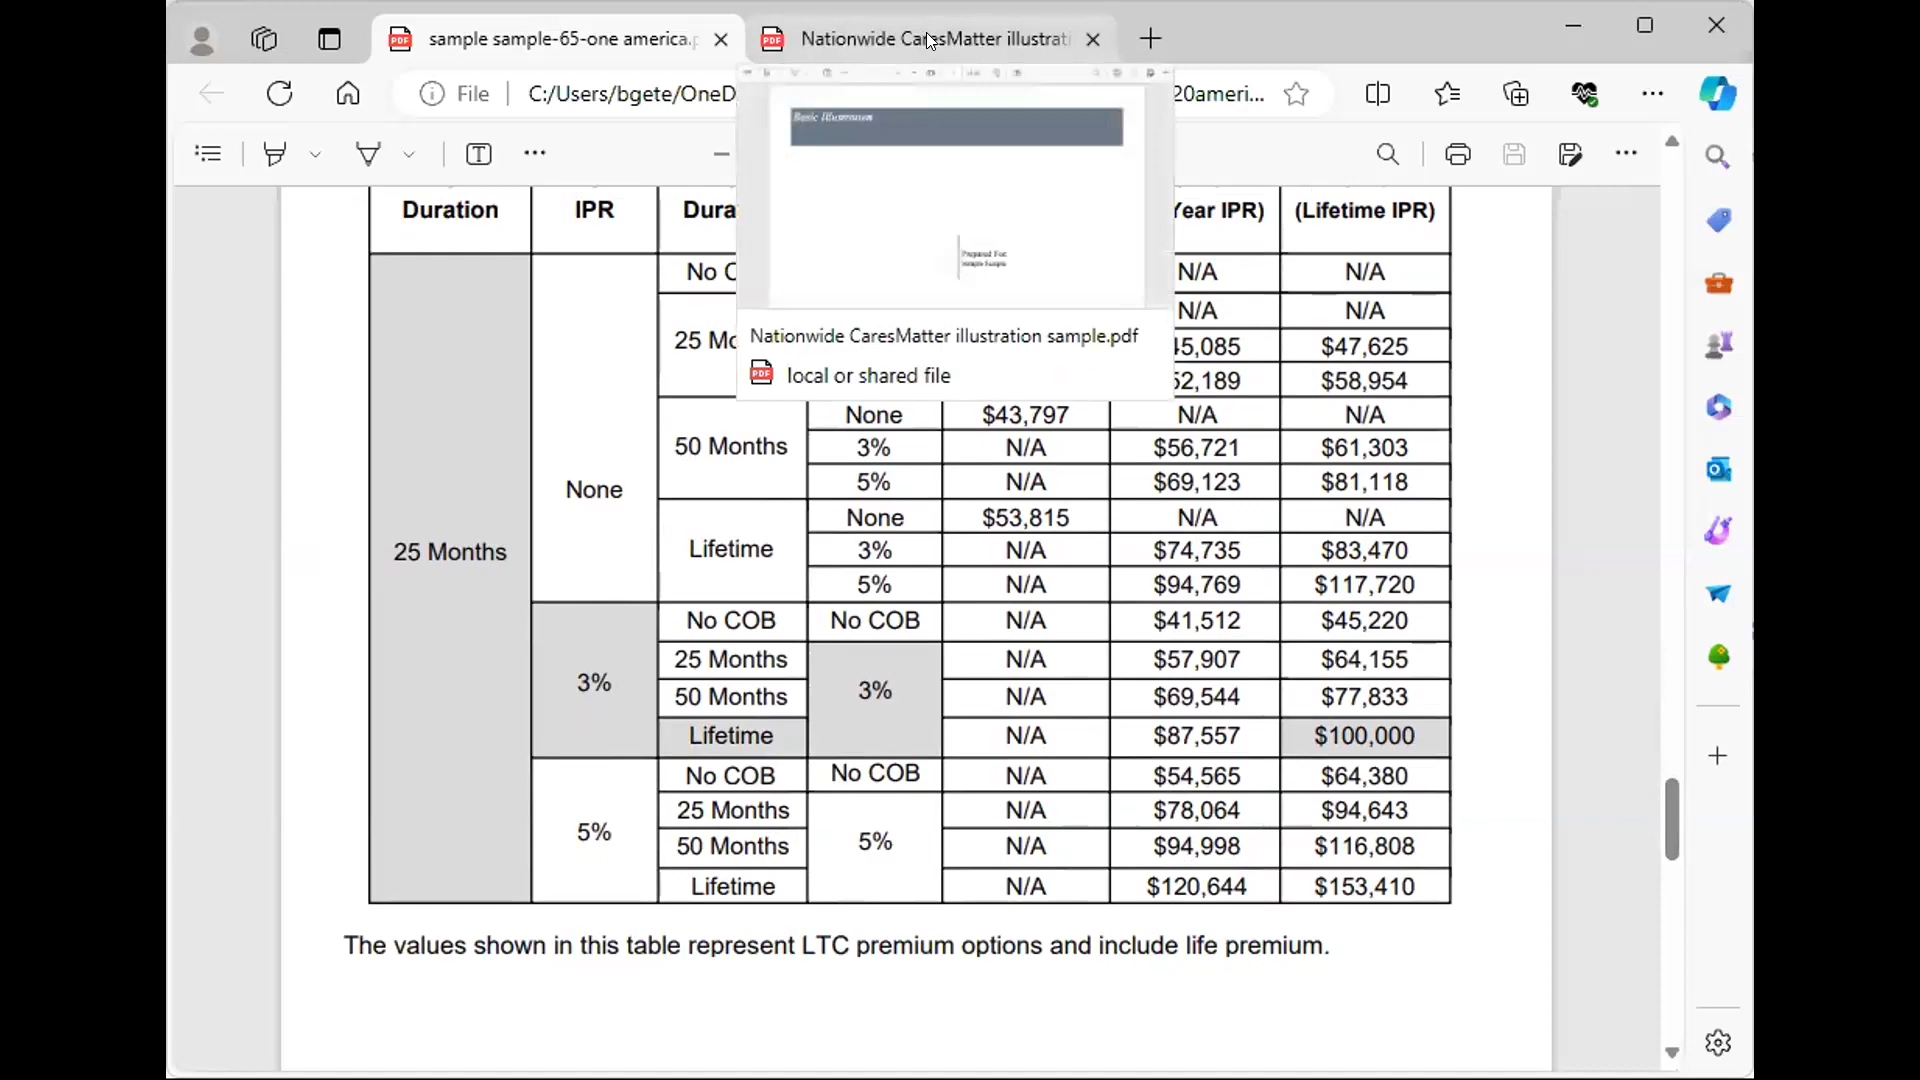 sample sample-65-one america.p
Nationwide CaresMatter illustrati
File
C:/Users/bgete/OneD
20ameri...
Basic Illustration
Prepared For:
Sample Sample
Nationwide CaresMatter illustration sample.pdf
local or shared file
Duration IPR Dura Year IPR) (Lifetime IPR)
No C N/A N/A
N/A N/A
25 Mo 45,085 $47,625
52,189 $58,954
None $43,797 N/A N/A
50 Months 3% N/A $56,721 $61,303
5% N/A $69,123 $81,118
None
None $53,815 N/A N/A
25 Months Lifetime 3% N/A $74,735 $83,470
5% N/A $94,769 $117,720
No COB No COB N/A $41,512 $45,220
25 Months N/A $57,907 $64,155
3% 50 Months 3% N/A $69,544 $77,833
Lifetime N/A $87,557 $100,000
No COB No COB N/A $54,565 $64,380
25 Months N/A $78,064 $94,643
5% 50 Months 5% N/A $94,998 $116,808
Lifetime N/A $120,644 $153,410
The values shown in this table represent LTC premium options and include life premium.